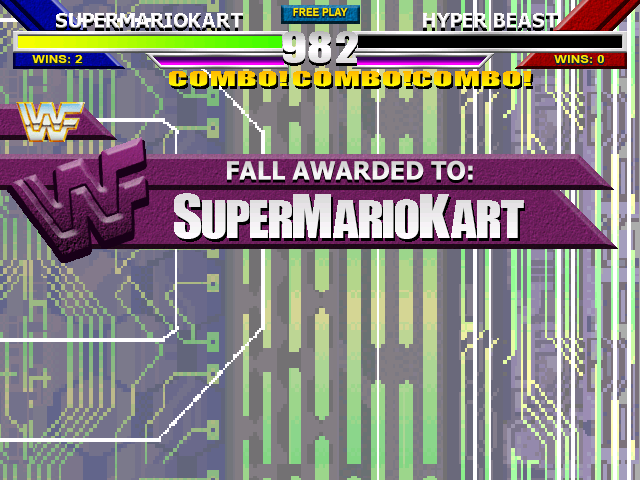 FREE PLAY
SUPERMARIOKART
HYPER BEAST
982
WINS: 2
WINS: 0
COMBO! COMBO! COMBO!
WF
FALL AWARDED TO:
WF
SUPERMARIOKART